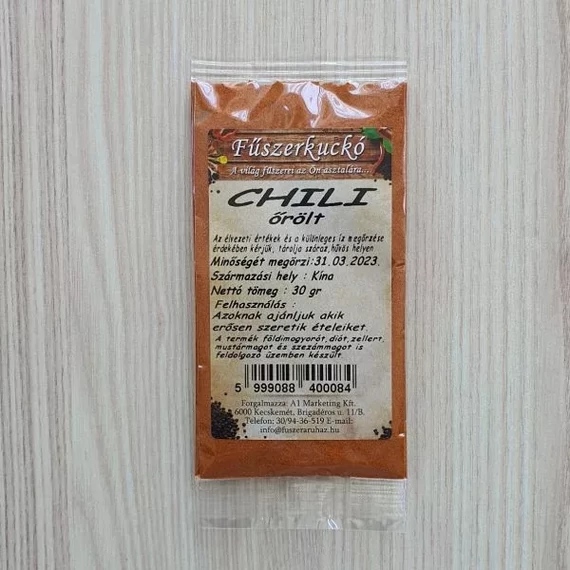 Fűszerkuckó
A világ fűszerei az Ön asztalára...
CHILI
őrölt
Az élvezeti értékek és a különleges íz megőrzése
érdekében kérjük, tárolja száraz,hűvös helyen.
Minőségét megőrzi:31.03.2023.
Származási hely : Kína
Nettó tömeg : 30 gr
Felhasználás :
Azoknak ajánljuk akik
erősen szeretik ételeiket.
A termék földimogyorót,diót,zellert,
mustármagot és szezámmagot is
feldolgozó üzemben készült.
5 999088 400084
Forgalmazza: A1 Marketing Kft.
6000 Kecskemét, Brigadéros u. 11/B.
Telefon: 30/94-36-519 E-mail:
info@fuszeraruhaz.hu